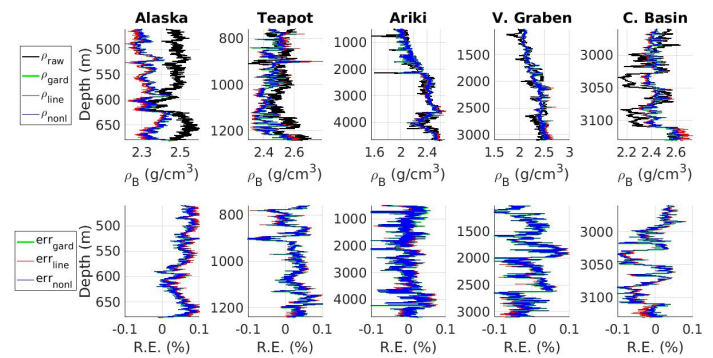 Alaska Teapot Ariki V. Graben C. Basin
ρraw
ρgard
ρline
ρnonl
Depth (m)
500
550
600
650
2.3 2.5
ρB (g/cm³)
800
1000
1200
2.4 2.6
ρB (g/cm³)
1000
2000
3000
4000
1.6 2 2.4
ρB (g/cm³)
1000
1500
2000
2500
3000
1.5 2 2.5 3
ρB (g/cm³)
3000
3050
3100
2.2 2.4 2.6
ρB (g/cm³)
errgard
errline
errnonl
Depth (m)
500
550
600
650
-0.1 0 0.1
R.E. (%)
800
1000
1200
-0.1 0 0.1
R.E. (%)
1000
2000
3000
4000
-0.1 0 0.1
R.E. (%)
1000
1500
2000
2500
3000
-0.1 0 0.1
R.E. (%)
3000
3050
3100
-0.1 0 0.1
R.E. (%)